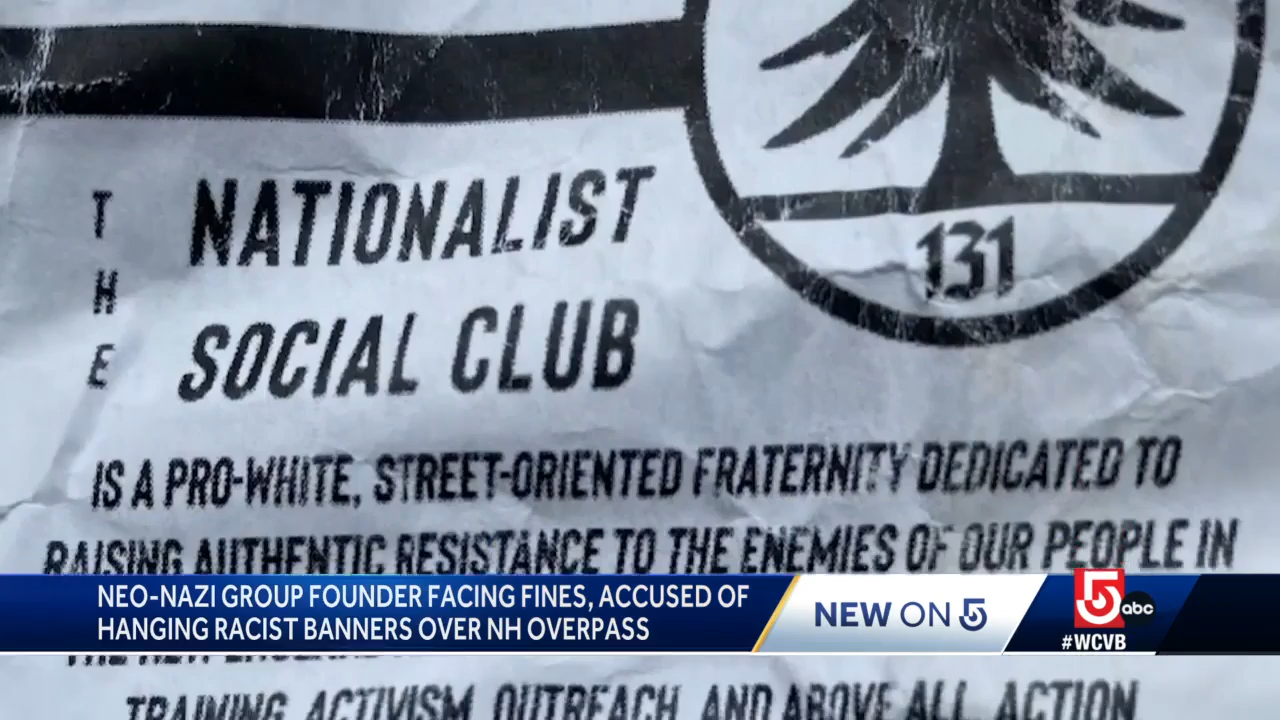 131
THE
NATIONALIST
SOCIAL CLUB
IS A PRO-WHITE, STREET-ORIENTED FRATERNITY DEDICATED TO
RAISING AUTHENTIC RESISTANCE TO THE ENEMIES OF OUR PEOPLE IN
NEO-NAZI GROUP FOUNDER FACING FINES, ACCUSED OF
HANGING RACIST BANNERS OVER NH OVERPASS
NEW ON 5
5 abc
#WCVB
TRAINING, ACTIVISM, OUTREACH, AND ABOVE ALL, ACTION